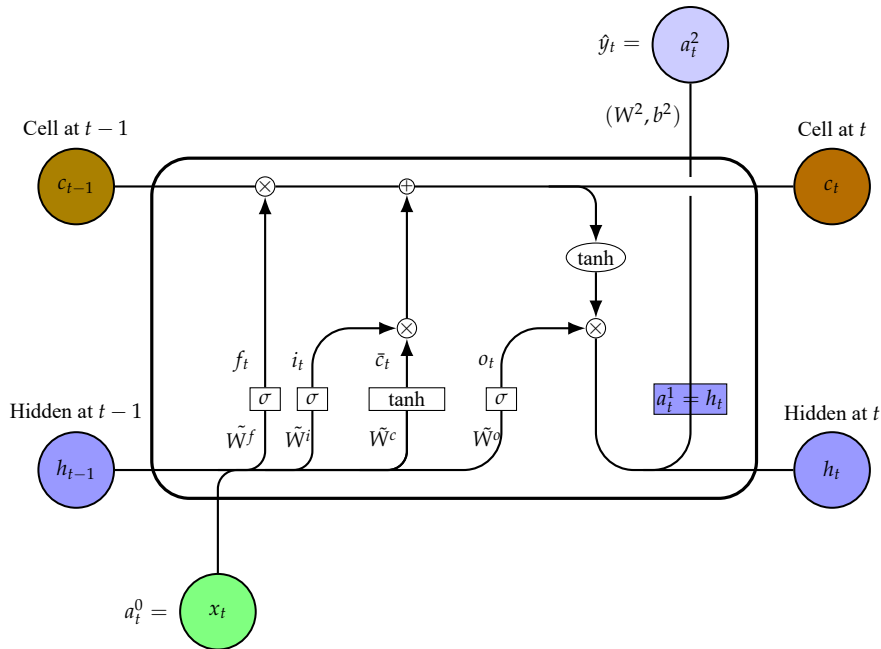 ŷ_t = a_t^2
(W^2, b^2)
Cell at t − 1
Cell at t
c_{t−1}
×
+
c_t
tanh
×
×
f_t
i_t
c̄_t
o_t
σ
σ
tanh
σ
a_t^1 = h_t
Hidden at t − 1
Hidden at t
W̃^f
W̃^i
W̃^c
W̃^o
h_{t−1}
h_t
a_t^0 = x_t